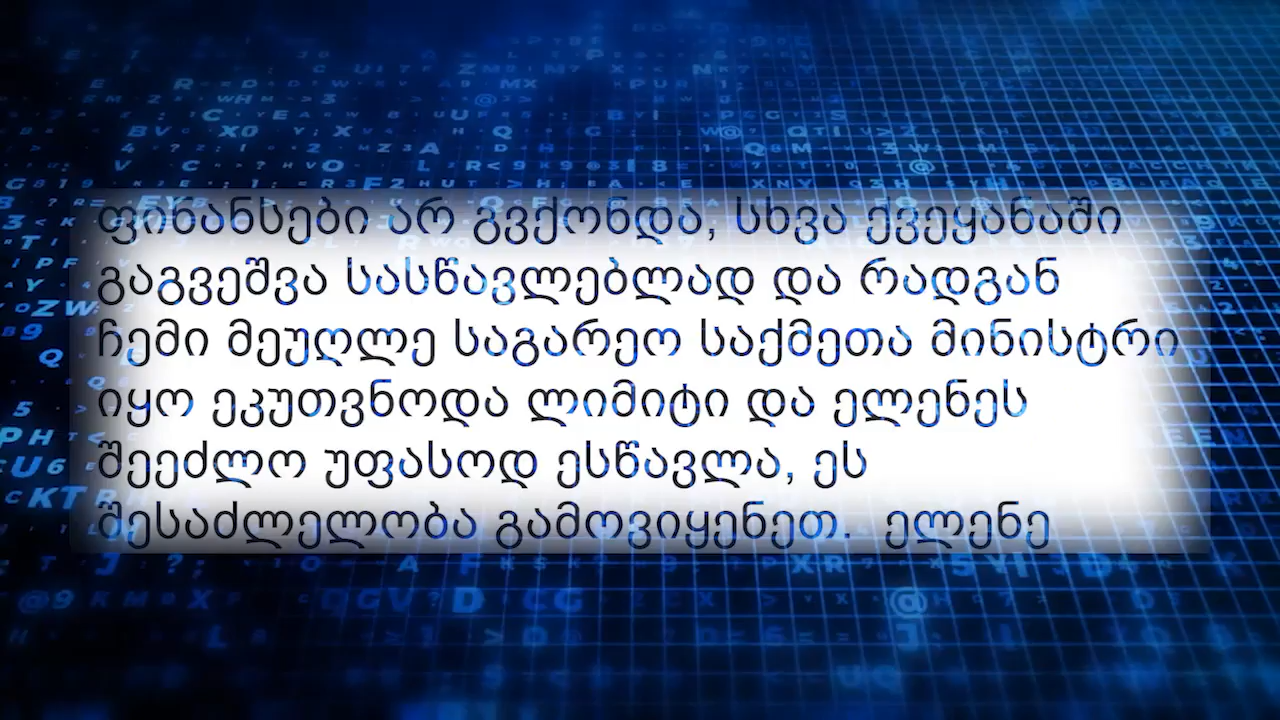 ფინანსები არ გვქონდა, სხვა ქვეყანაში
გაგვეშვა სასწავლებლად და რადგან
ჩემი მეუღლე საგარეო საქმეთა მინისტრი
იყო ეკუთვნოდა ლიმიტი და ელენეს
შეეძლო უფასოდ ესწავლა, ეს
შესაძლელობა გამოვიყენეთ. ელენე